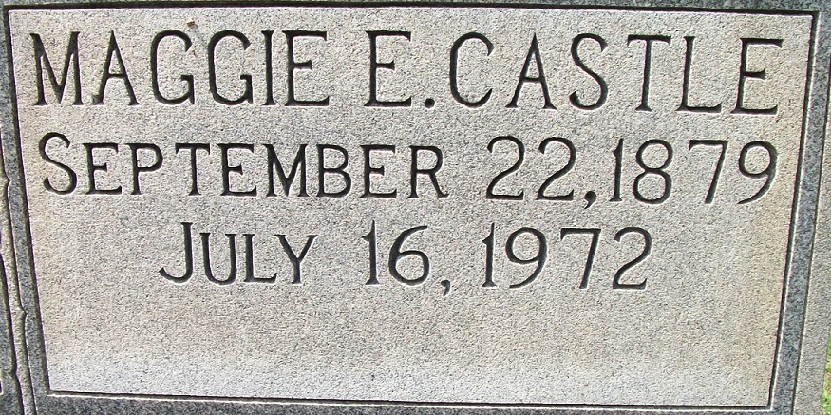 MAGGIE E. CASTLE
SEPTEMBER 22, 1879
JULY 16, 1972